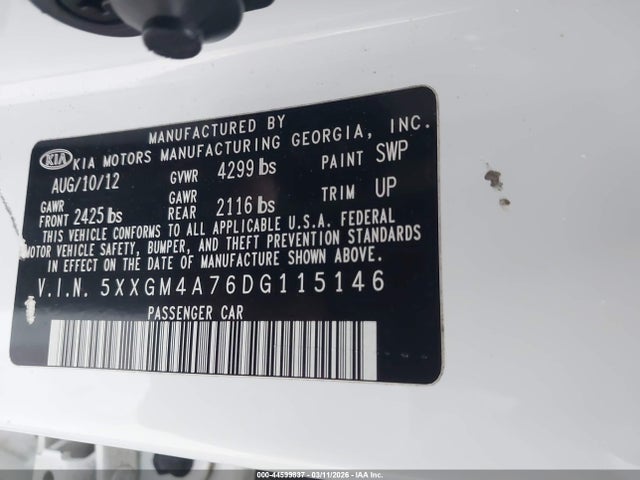 MANUFACTURED BY
KIA KIA MOTORS MANUFACTURING GEORGIA, INC.
AUG/10/12 GVWR 4299 lbs PAINT SWP
GAWR FRONT 2425 lbs GAWR REAR 2116 lbs TRIM UP
THIS VEHICLE CONFORMS TO ALL APPLICABLE U.S.A. FEDERAL
MOTOR VEHICLE SAFETY, BUMPER, AND THEFT PREVENTION STANDARDS
IN EFFECT ON THE DATE OF MANUFACTURE SHOWN ABOVE.
V.I.N. 5XXGM4A76DG115146
PASSENGER CAR
000-44599837 - 03/11/2026 - IAA Inc.